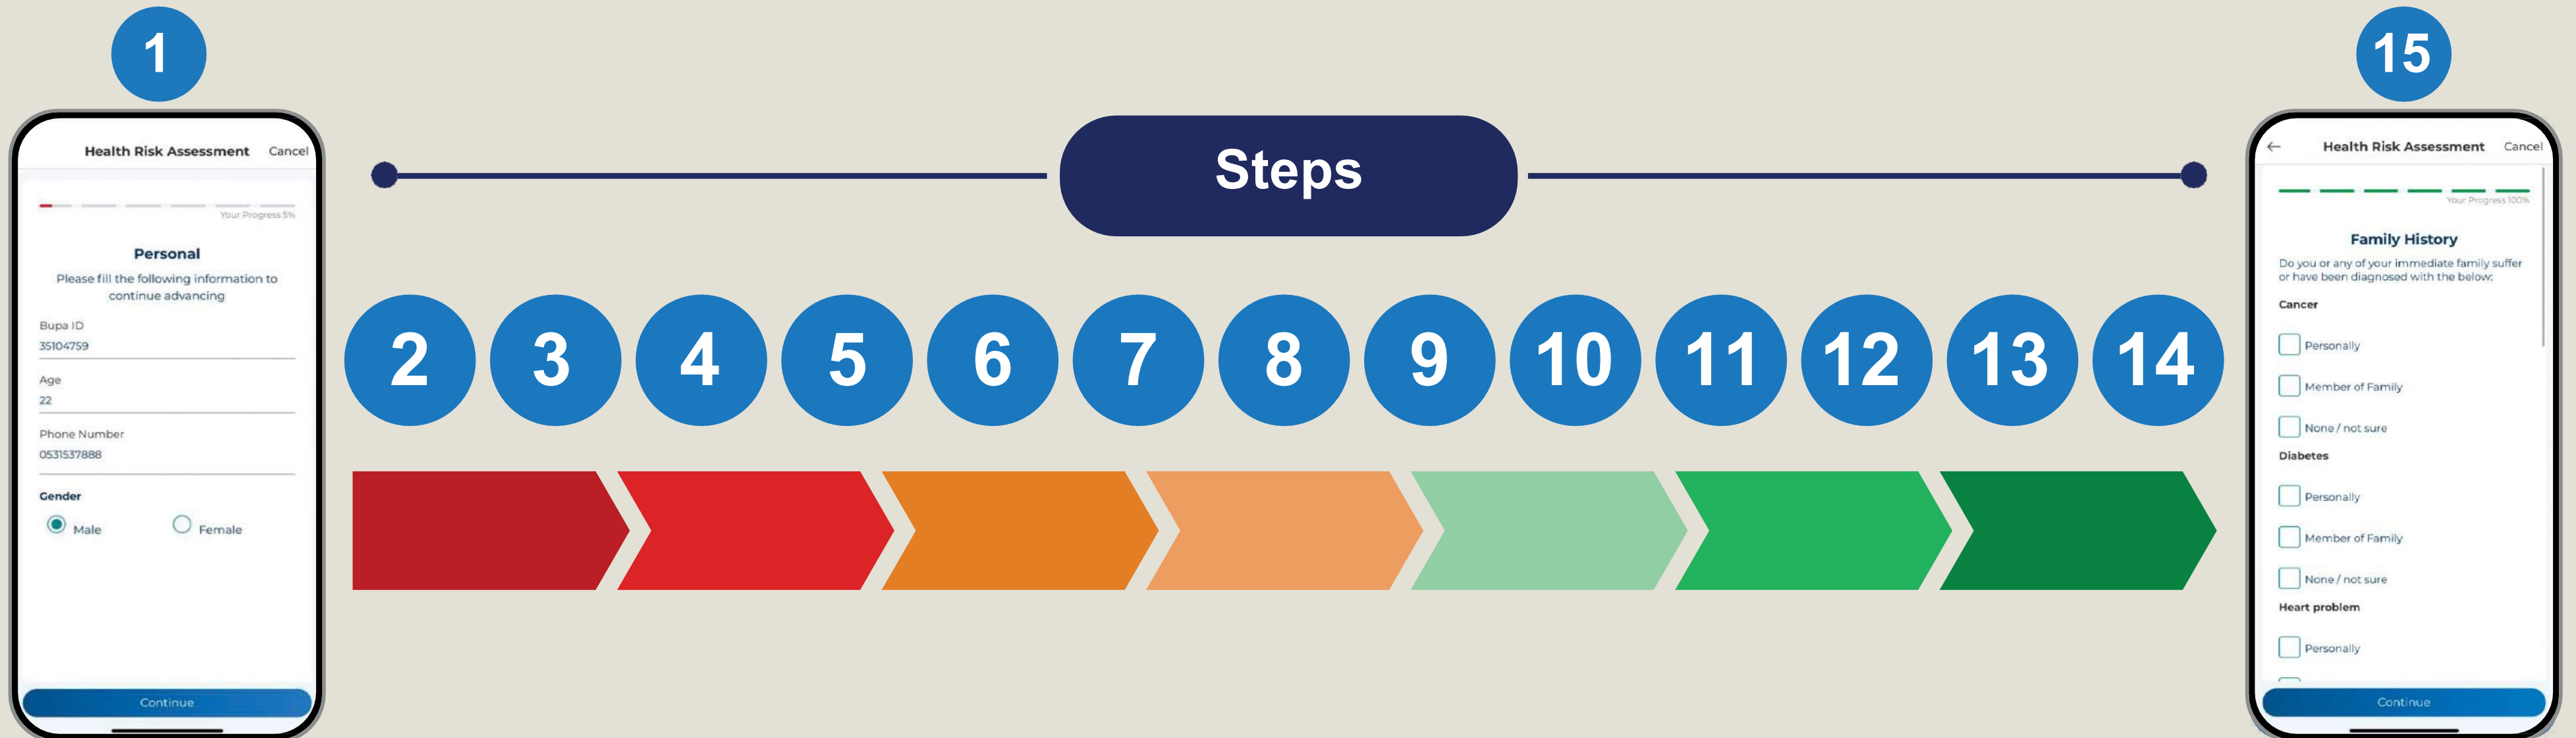 1
Health Risk Assessment Cancel
Your Progress 5%
Personal
Please fill the following information to
continue advancing
Bupa ID
35104759
Age
22
Phone Number
0531537888
Gender
Male Female
Continue
Steps
2 3 4 5 6 7 8 9 10 11 12 13 14
15
Health Risk Assessment Cancel
Your Progress 100%
Family History
Do you or any of your immediate family suffer
or have been diagnosed with the below:
Cancer
Personally
Member of Family
None / not sure
Diabetes
Personally
Member of Family
None / not sure
Heart problem
Personally
Continue